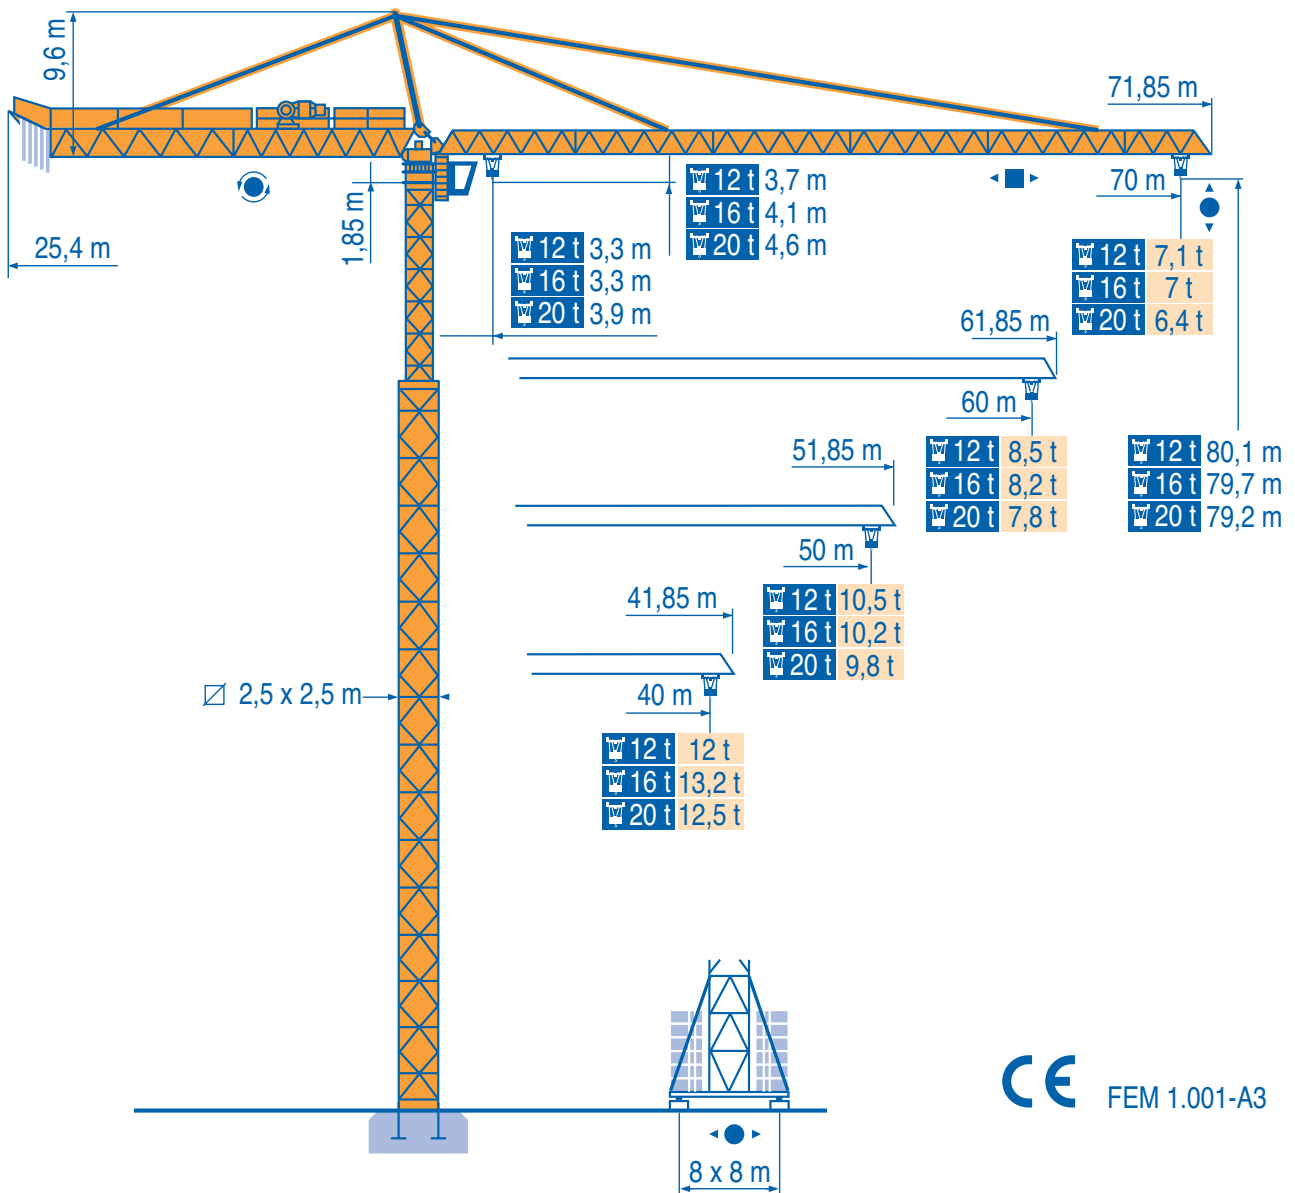 9,6 m
71,85 m
12 t 3,7 m
16 t 4,1 m
20 t 4,6 m
70 m
1,85 m
25,4 m
12 t 3,3 m
16 t 3,3 m
20 t 3,9 m
12 t 7,1 t
16 t 7 t
20 t 6,4 t
61,85 m
60 m
12 t 8,5 t
16 t 8,2 t
20 t 7,8 t
12 t 80,1 m
16 t 79,7 m
20 t 79,2 m
51,85 m
50 m
12 t 10,5 t
16 t 10,2 t
20 t 9,8 t
41,85 m
40 m
12 t 12 t
16 t 13,2 t
20 t 12,5 t
2,5 x 2,5 m
CE FEM 1.001-A3
8 x 8 m